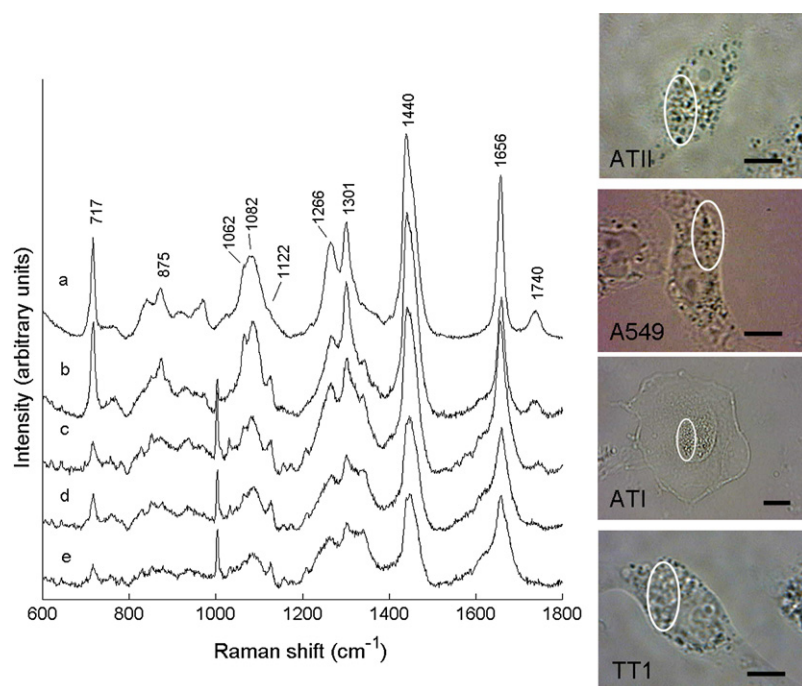 717
875
1062
1082
1122
1266
1301
1440
1656
1740
a
b
c
d
e
Intensity (arbitrary units)
600 800 1000 1200 1400 1600 1800
Raman shift (cm⁻¹)
ATII
A549
ATI
TT1